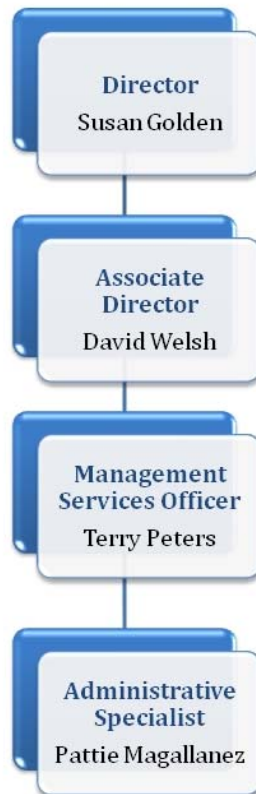 Director
Susan Golden
Associate
Director
David Welsh
Management
Services Officer
Terry Peters
Administrative
Specialist
Pattie Magallanez